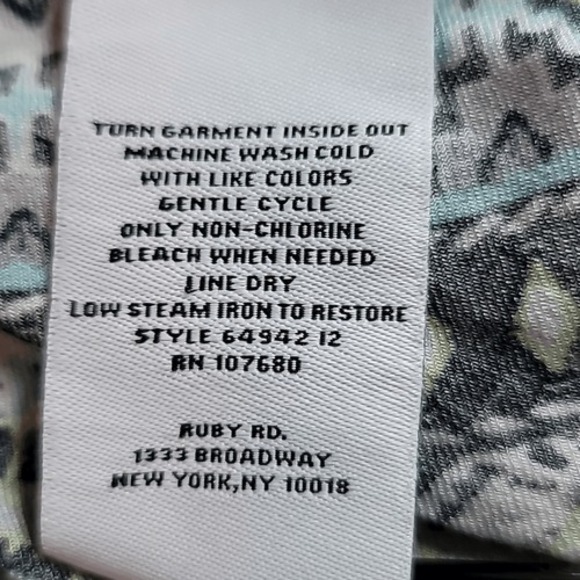 TURN GARMENT INSIDE OUT
MACHINE WASH COLD
WITH LIKE COLORS
GENTLE CYCLE
ONLY NON-CHLORINE
BLEACH WHEN NEEDED
LINE DRY
LOW STEAM IRON TO RESTORE
STYLE 64942 12
RN 107680
RUBY RD.
1333 BROADWAY
NEW YORK,NY 10018